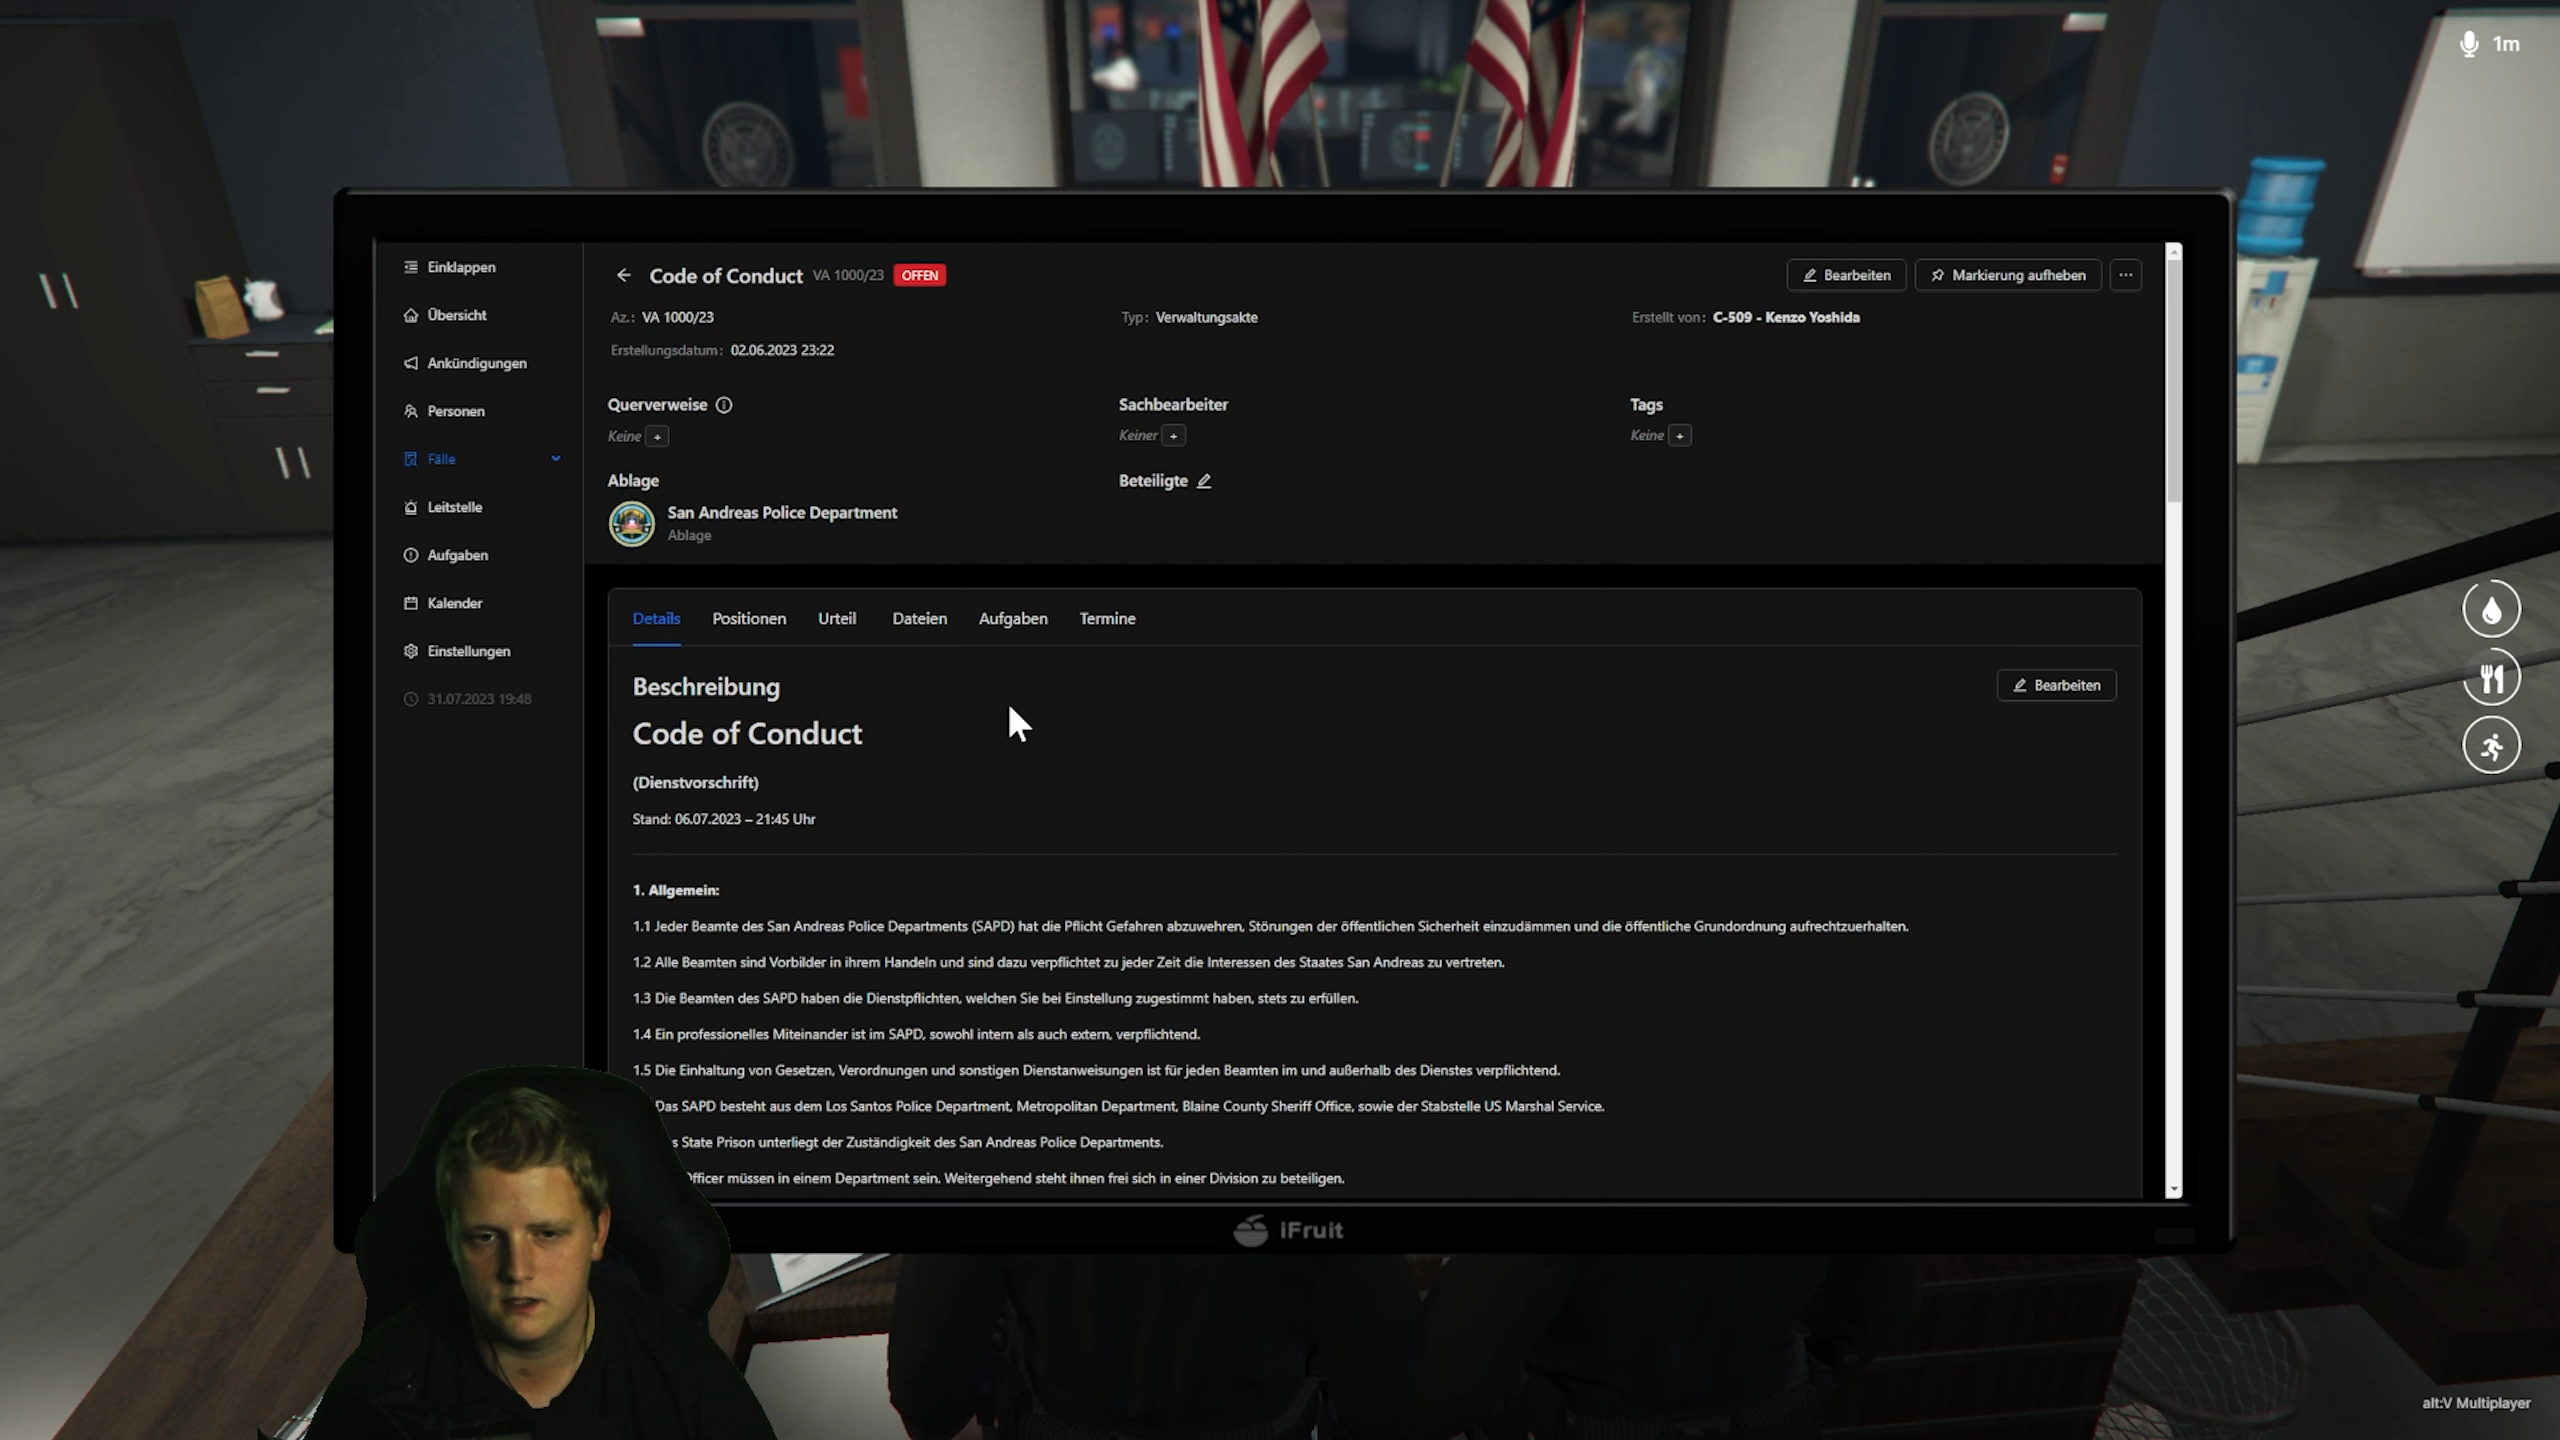 1m
Einklappen
Übersicht
Ankündigungen
Personen
Fälle
Leitstelle
Aufgaben
Kalender
Einstellungen
31.07.2023 19:48
Code of Conduct VA 1000/23 OFFEN
Bearbeiten
Markierung aufheben
Az.: VA 1000/23
Typ: Verwaltungsakte
Erstellt von: C-509 - Kenzo Yoshida
Erstellungsdatum: 02.06.2023 23:22
Querverweise
Sachbearbeiter
Tags
Keine +
Keiner +
Keine +
Ablage
Beteiligte
San Andreas Police Department
Ablage
Details Positionen Urteil Dateien Aufgaben Termine
Beschreibung
Bearbeiten
Code of Conduct
(Dienstvorschrift)
Stand: 06.07.2023 – 21:45 Uhr
1. Allgemein:
1.1 Jeder Beamte des San Andreas Police Departments (SAPD) hat die Pflicht Gefahren abzuwehren, Störungen der öffentlichen Sicherheit einzudämmen und die öffentliche Grundordnung aufrechtzuerhalten.
1.2 Alle Beamten sind Vorbilder in ihrem Handeln und sind dazu verpflichtet zu jeder Zeit die Interessen des Staates San Andreas zu vertreten.
1.3 Die Beamten des SAPD haben die Dienstpflichten, welchen Sie bei Einstellung zugestimmt haben, stets zu erfüllen.
1.4 Ein professionelles Miteinander ist im SAPD, sowohl intern als auch extern, verpflichtend.
1.5 Die Einhaltung von Gesetzen, Verordnungen und sonstigen Dienstanweisungen ist für jeden Beamten im und außerhalb des Dienstes verpflichtend.
Das SAPD besteht aus dem Los Santos Police Department, Metropolitan Department, Blaine County Sheriff Office, sowie der Stabstelle US Marshal Service.
State Prison unterliegt der Zuständigkeit des San Andreas Police Departments.
Officer müssen in einem Department sein. Weitergehend steht ihnen frei sich in einer Division zu beteiligen.
iFruit
alt:V Multiplayer